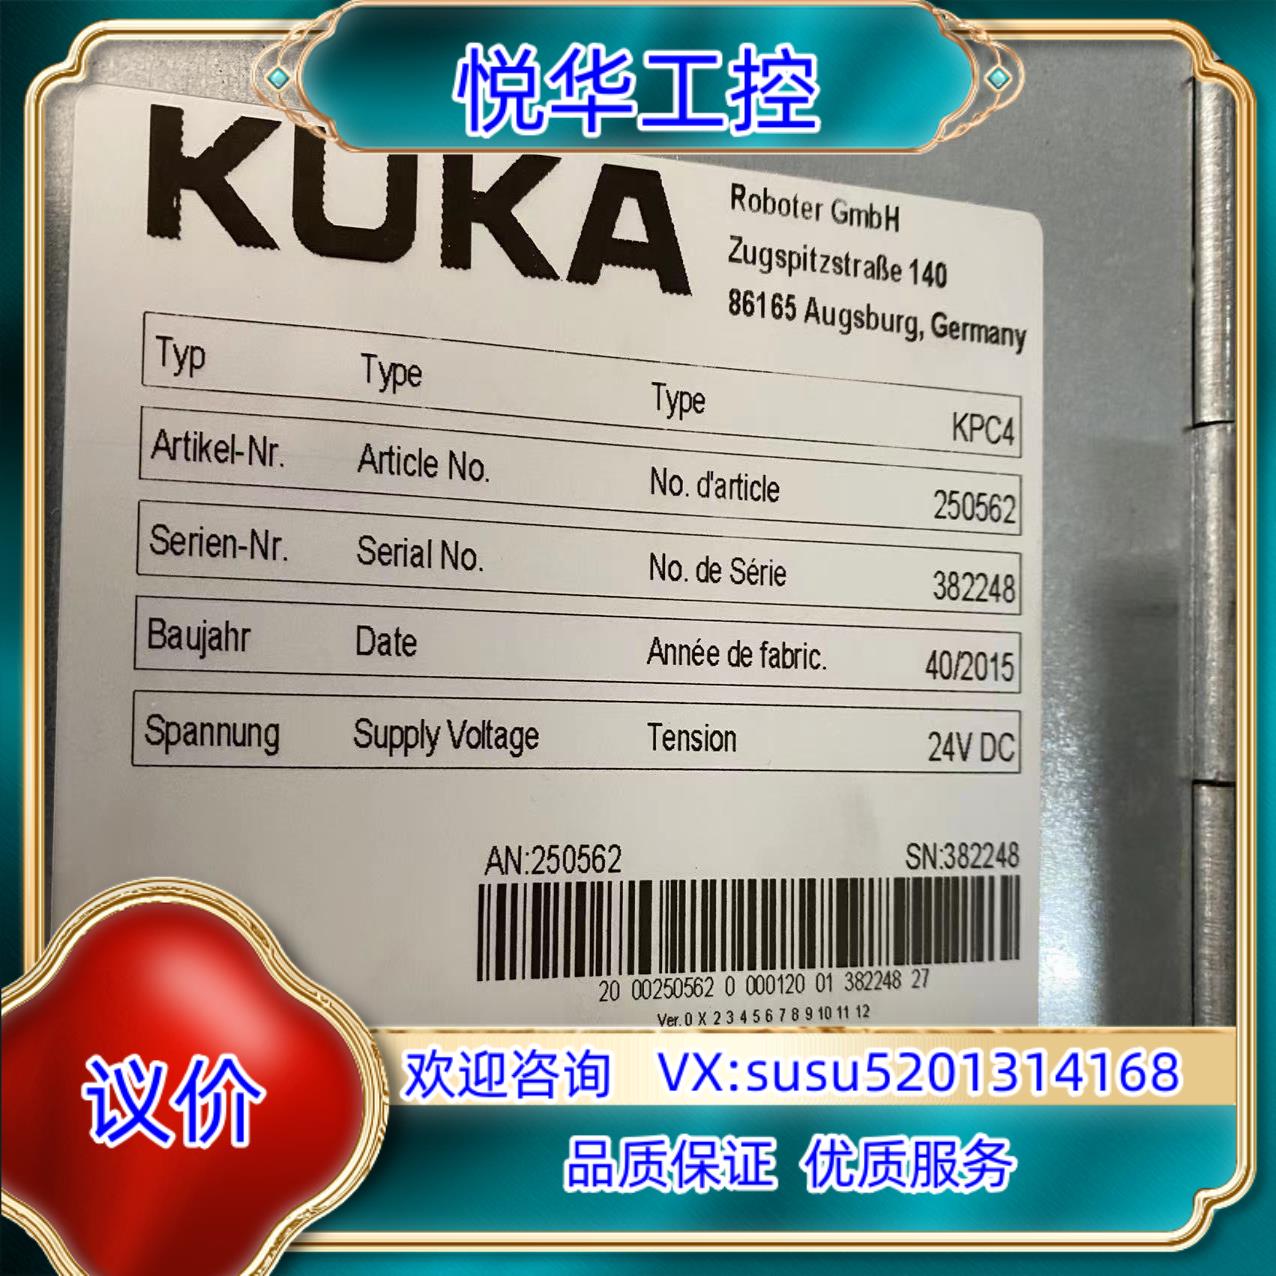 悦华工控
KUKA
Roboter GmbH
Zugspitzstraße 140
86165 Augsburg, Germany
Typ Type Type KPC4
Artikel-Nr. Article No. No. d'article 250562
Serien-Nr. Serial No. No. de Série 382248
Baujahr Date Année de fabric. 40/2015
Spannung Supply Voltage Tension 24V DC
AN:250562 SN:382248
20 00250562 0 000120 01 382248 27
Ver. 0 X 2 3 4 5 6 7 8 9 10 11 12
议价
欢迎咨询 VX:susu5201314168
品质保证 优质服务